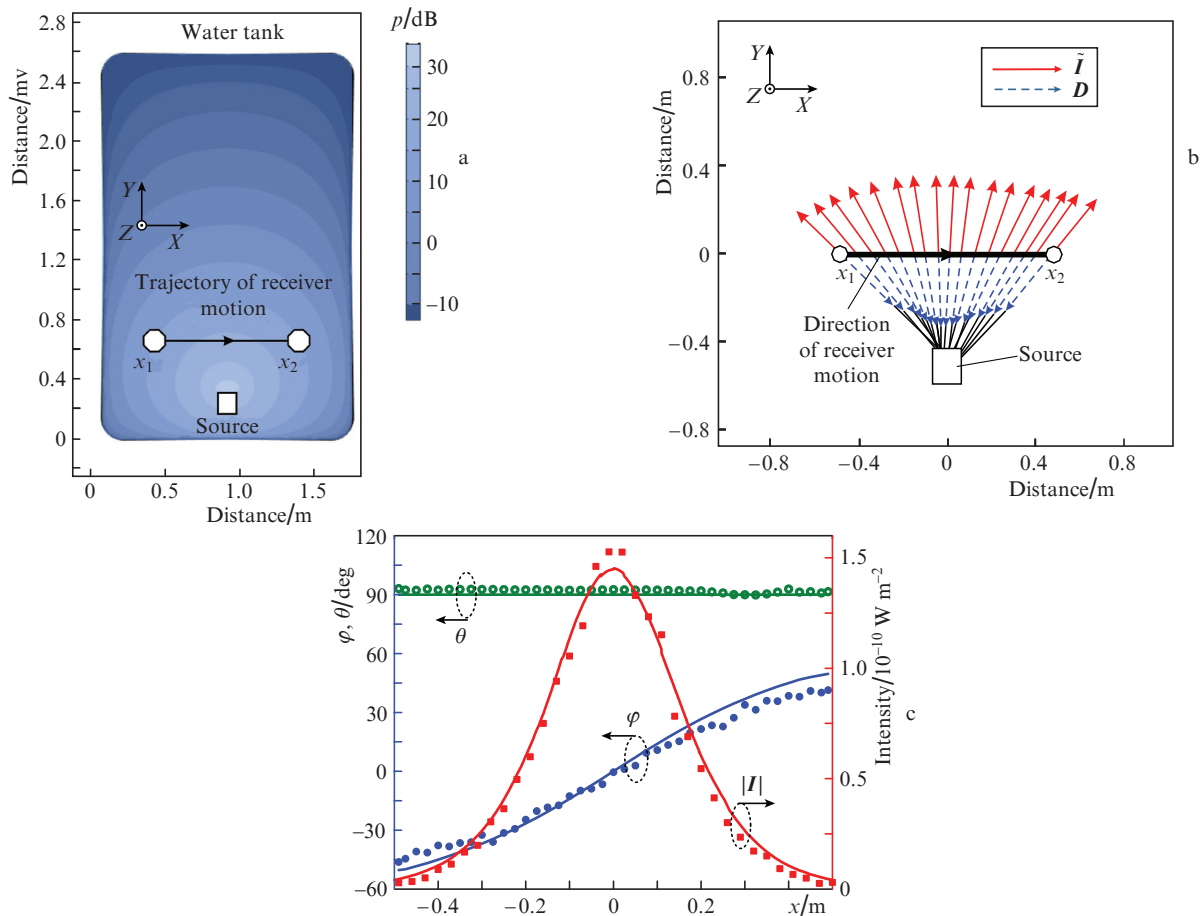 2.8
2.4
2.0
1.6
1.2
0.8
0.4
0
Distance/mv
Water tank
Y
Z
X
Trajectory of receiver
motion
x1
x2
Source
0
0.5
1.0
1.5
Distance/m
p/dB
30
20
10
0
−10
a
0.8
0.4
0
−0.4
−0.8
Distance/m
Y
Z
X
Ĩ
D
x1
x2
Direction
of receiver
motion
Source
−0.8
−0.4
0
0.4
0.8
Distance/m
b
120
90
60
30
0
−30
−60
φ, θ/deg
θ
φ
|I|
1.5
1.0
0.5
0
Intensity/10−10 W m−2
c
−0.4
−0.2
0
0.2
x/m